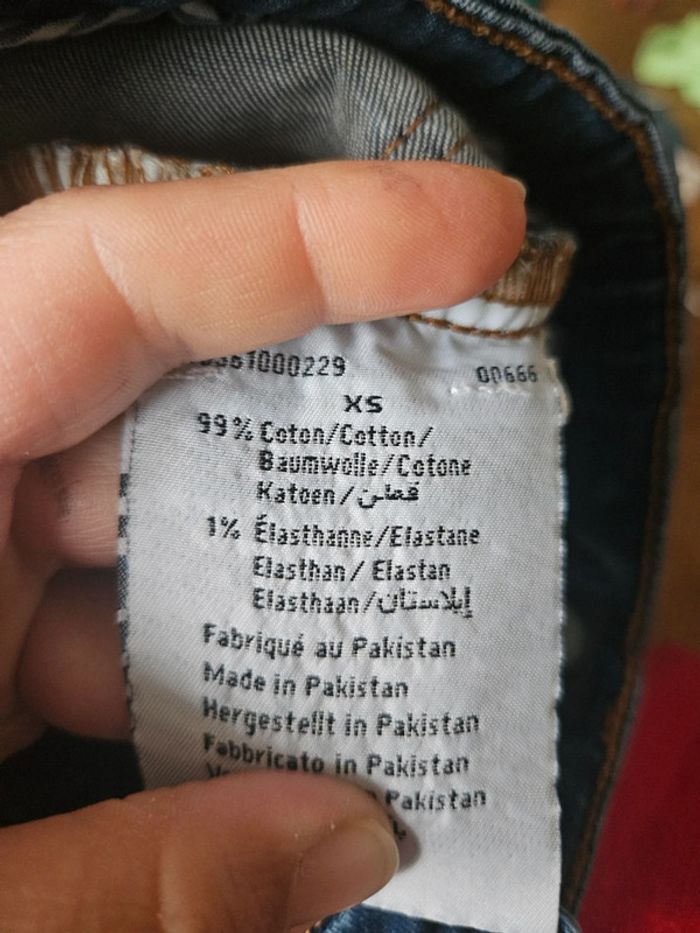 1000229 00666
XS
99% Coton/Cotton/
Baumwolle/Cotone
Katoen/قطن
1% Élasthanne/Elastane
Elasthan/ Elastan
Elasthaan/إيلاستان
Fabriqué au Pakistan
Made in Pakistan
Hergestellt in Pakistan
Fabbricato in Pakistan
Pakistan